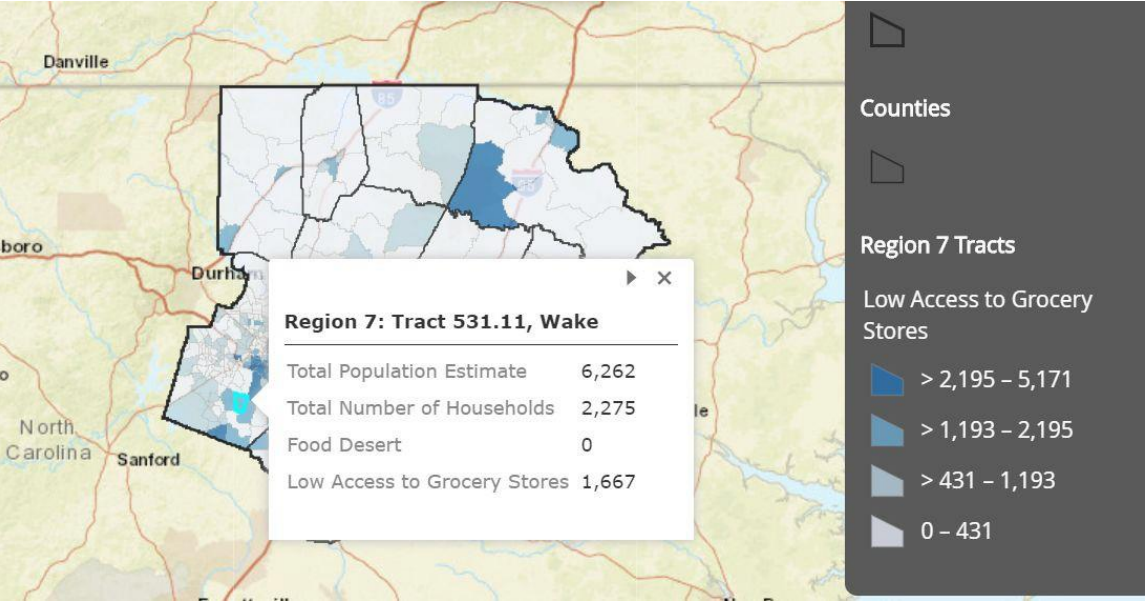 Danville
85
boro
Durham
Region 7: Tract 531.11, Wake
Total Population Estimate 6,262
Total Number of Households 2,275
Food Desert 0
Low Access to Grocery Stores 1,667
le
North
Carolina
Sanford
Counties
Region 7 Tracts
Low Access to Grocery
Stores
> 2,195 – 5,171
> 1,193 – 2,195
> 431 – 1,193
0 – 431